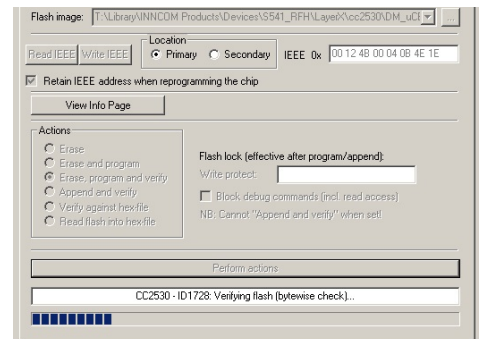 Flash image: T:\Library\INNCOM Products\Devices\S541_RFH\LayerX\cc2530\DM_uCE ...
Location
Read IEEE Write IEEE Primary Secondary IEEE 0x 00 12 4B 00 04 0B 4E 1E
Retain IEEE address when reprogramming the chip
View Info Page
Actions
Erase
Erase and program
Erase, program and verify
Append and verify
Verify against hex-file
Read flash into hex-file
Flash lock (effective after program/append):
Write protect:
Block debug commands (incl. read access)
NB: Cannot "Append and verify" when set!
Perform actions
CC2530 - ID1728: Verifying flash (bytewise check)...